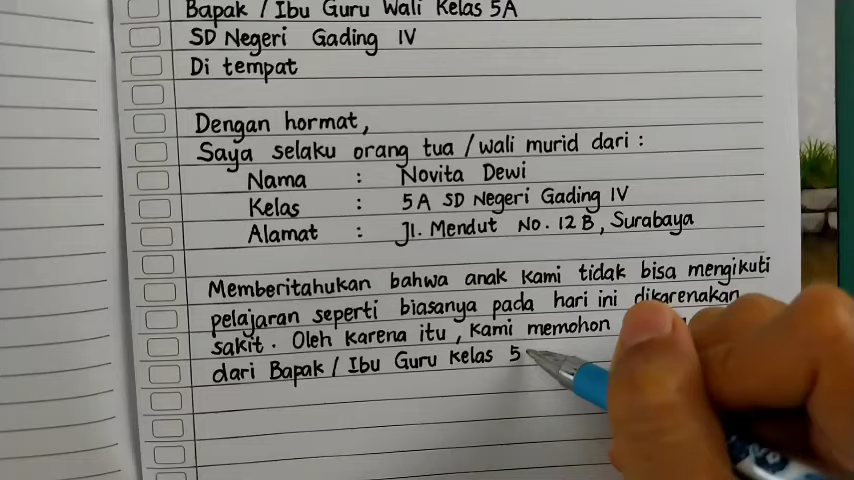 Bapak / Ibu Guru Wali Kelas 5A
SD Negeri Gading IV
Di tempat
Dengan hormat,
Saya selaku orang tua / wali murid dari :
Nama : Novita Dewi
Kelas : 5A SD Negeri Gading IV
Alamat : Jl. Mendut No. 12 B, Surabaya
Memberitahukan bahwa anak kami tidak bisa mengikuti
pelajaran seperti biasanya pada hari ini dikarenakan
sakit. Oleh karena itu, kami memohon
dari Bapak / Ibu Guru kelas 5